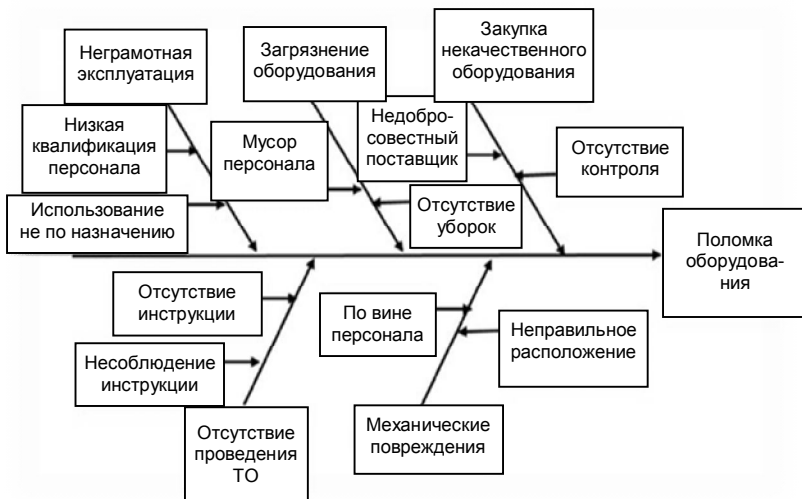 Неграмотная
эксплуатация
Загрязнение
оборудования
Закупка
некачественного
оборудования
Низкая
квалификация
персонала
Мусор
персонала
Недобро-
совестный
поставщик
Отсутствие
контроля
Использование
не по назначению
Отсутствие
уборок
Поломка
оборудова-
ния
Отсутствие
инструкции
По вине
персонала
Неправильное
расположение
Несоблюдение
инструкции
Отсутствие
проведения
ТО
Механические
повреждения